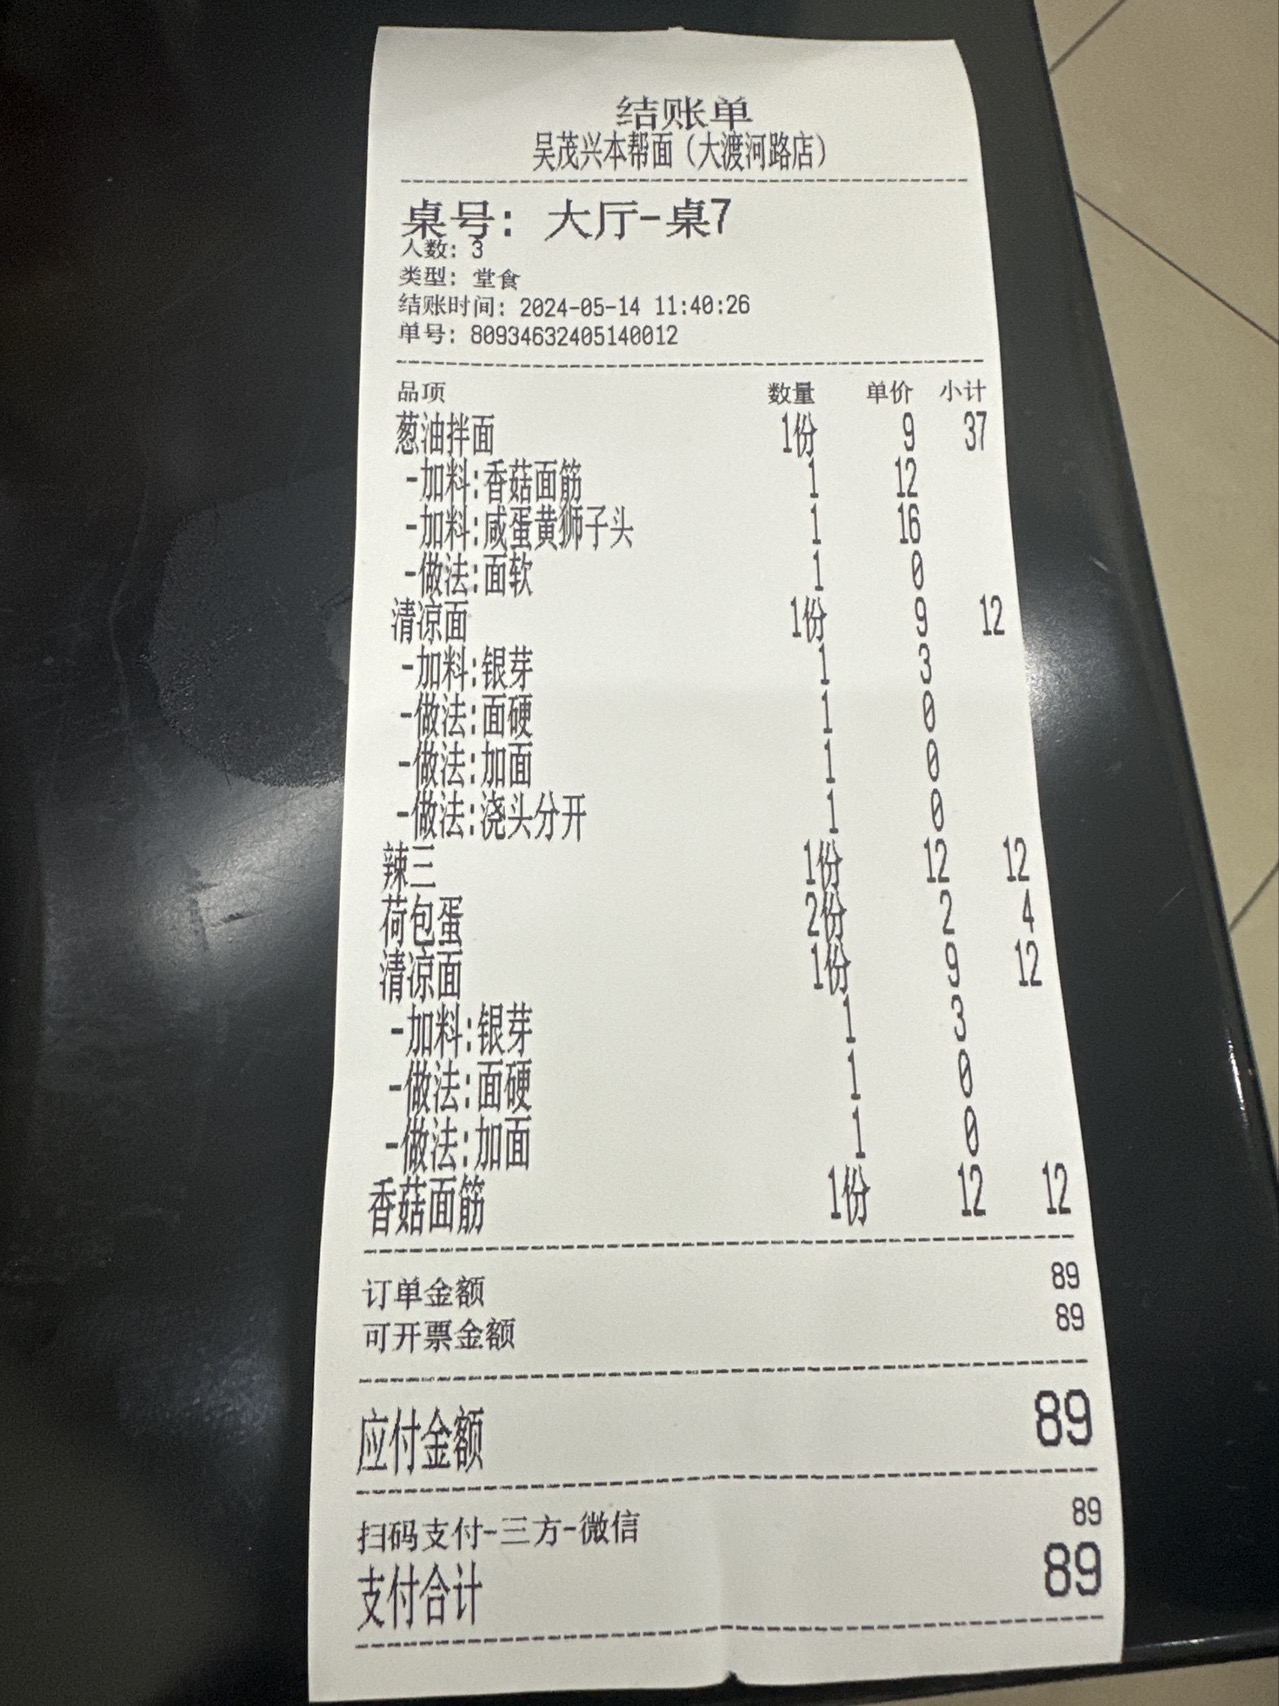 结账单
吴茂兴本帮面（大渡河路店）
桌号： 大厅-桌7
人数: 3
类型: 堂食
结账时间: 2024-05-14 11:40:26
单号: 80934632405140012
品项 数量 单价 小计
葱油拌面 1份 9 37
-加料:香菇面筋 1 12
-加料:咸蛋黄狮子头 1 16
-做法:面软 1 0
清凉面 1份 9 12
-加料:银芽 1 3
-做法:面硬 1 0
-做法:加面 1 0
-做法:浇头分开 1 0
辣三 1份 12 12
荷包蛋 2份 2 4
清凉面 1份 9 12
-加料:银芽 1 3
-做法:面硬 1 0
-做法:加面 1 0
香菇面筋 1份 12 12
订单金额 89
可开票金额 89
应付金额 89
扫码支付-三方-微信 89
支付合计 89